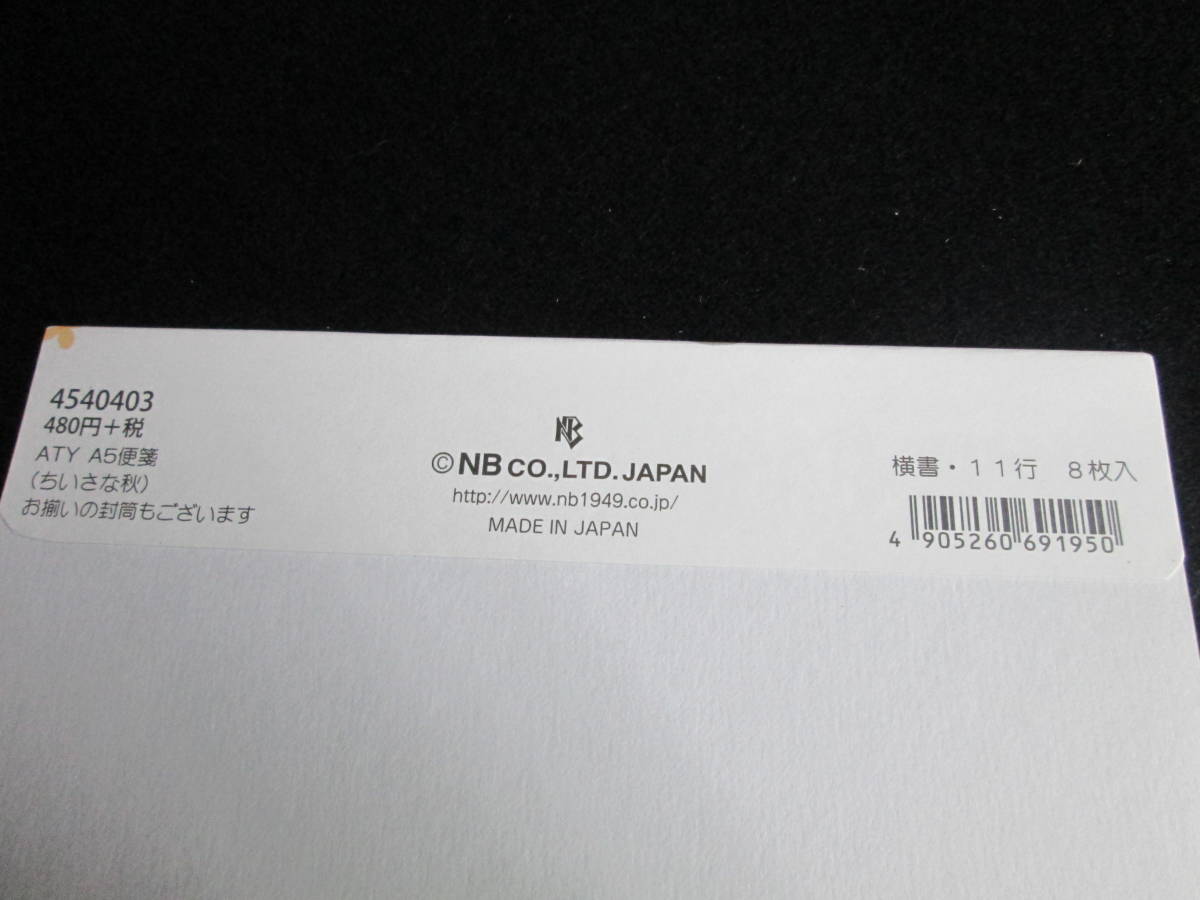 4540403
480円+税
ATY A5便箋
(ちいさな秋)
お揃いの封筒もございます
NB
©NB CO.,LTD. JAPAN
http://www.nb1949.co.jp/
MADE IN JAPAN
横書・11行 8枚入
4 905260 691950